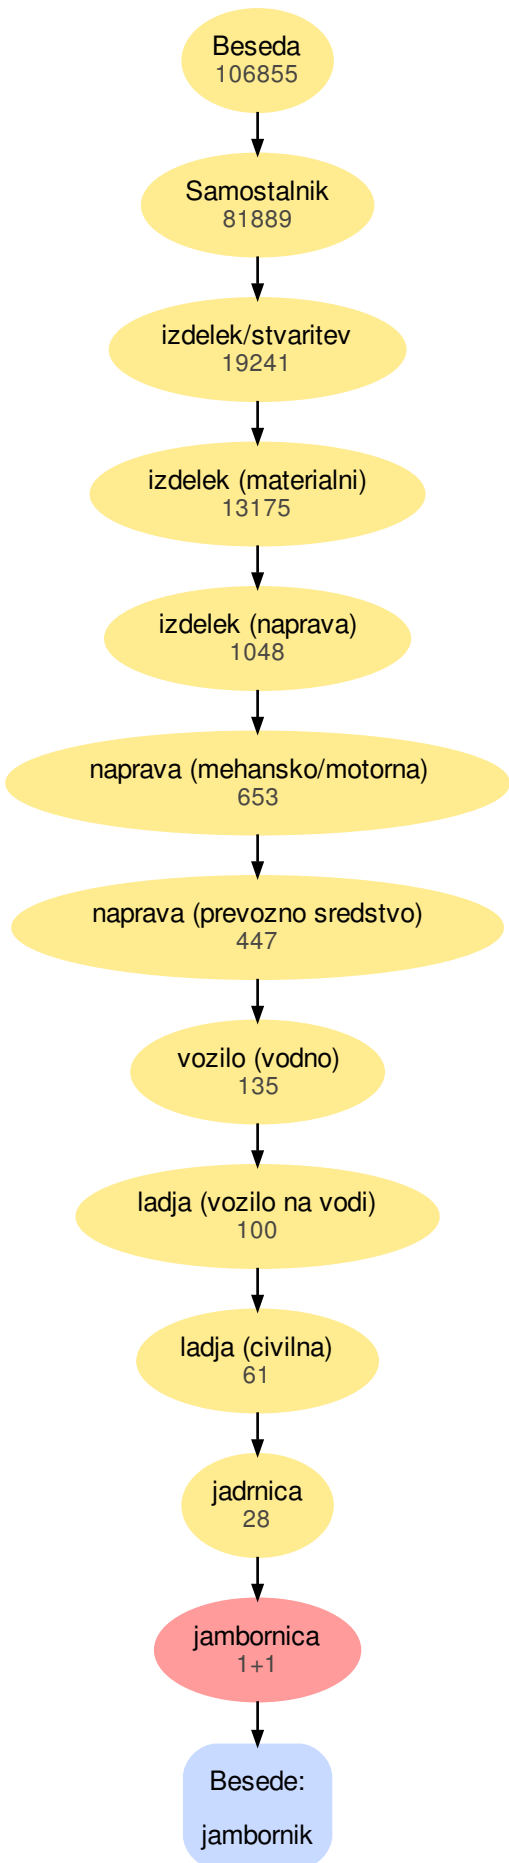 Beseda
106855
Samostalnik
81889
izdelek/stvaritev
19241
izdelek (materialni)
13175
izdelek (naprava)
1048
naprava (mehansko/motorna)
653
naprava (prevozno sredstvo)
447
vozilo (vodno)
135
ladja (vozilo na vodi)
100
ladja (civilna)
61
jadrnica
28
jambornica
1+1
Besede:
jambornik